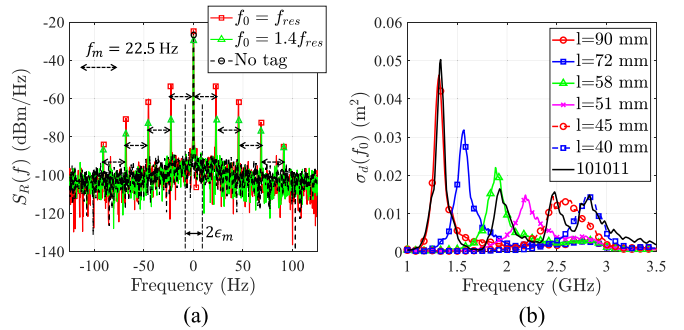 -20
-40
-60
-80
-100
-120
-140
S_R(f) (dBm/Hz)
f_m = 22.5 Hz
f_0 = f_res
f_0 = 1.4f_res
No tag
2ϵ_m
-100 -50 0 50 100
Frequency (Hz)
(a)
0.06
0.05
0.04
0.03
0.02
0.01
0
σ_d(f_0) (m²)
l=90 mm
l=72 mm
l=58 mm
l=51 mm
l=45 mm
l=40 mm
101011
1 1.5 2 2.5 3 3.5
Frequency (GHz)
(b)